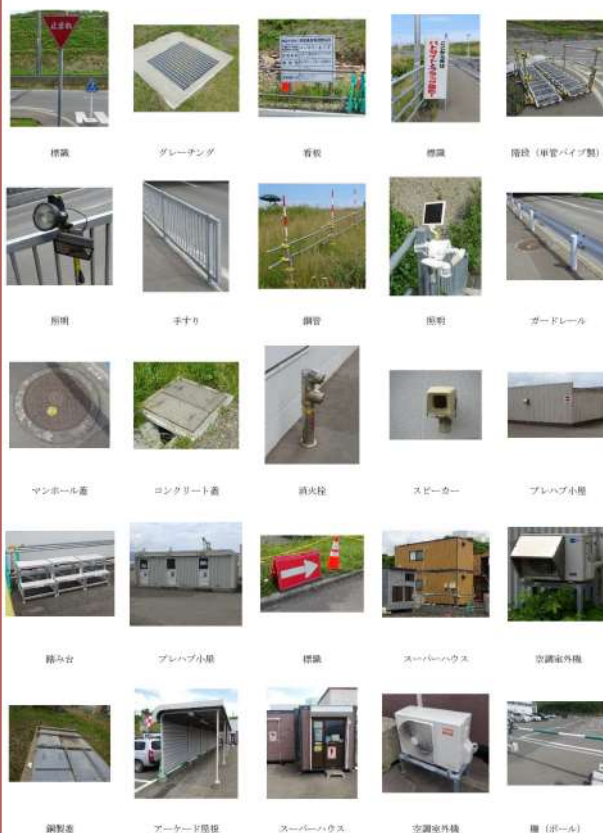 止まれ
標識
グレーチング
看板
標識
階段（単管パイプ製）
照明
手すり
鋼管
照明
ガードレール
マンホール蓋
コンクリート蓋
消火栓
スピーカー
プレハブ小屋
踏み台
プレハブ小屋
標識
スーパーハウス
空調室外機
鋼製蓋
アーケード屋根
スーパーハウス
空調室外機
柵（ポール）